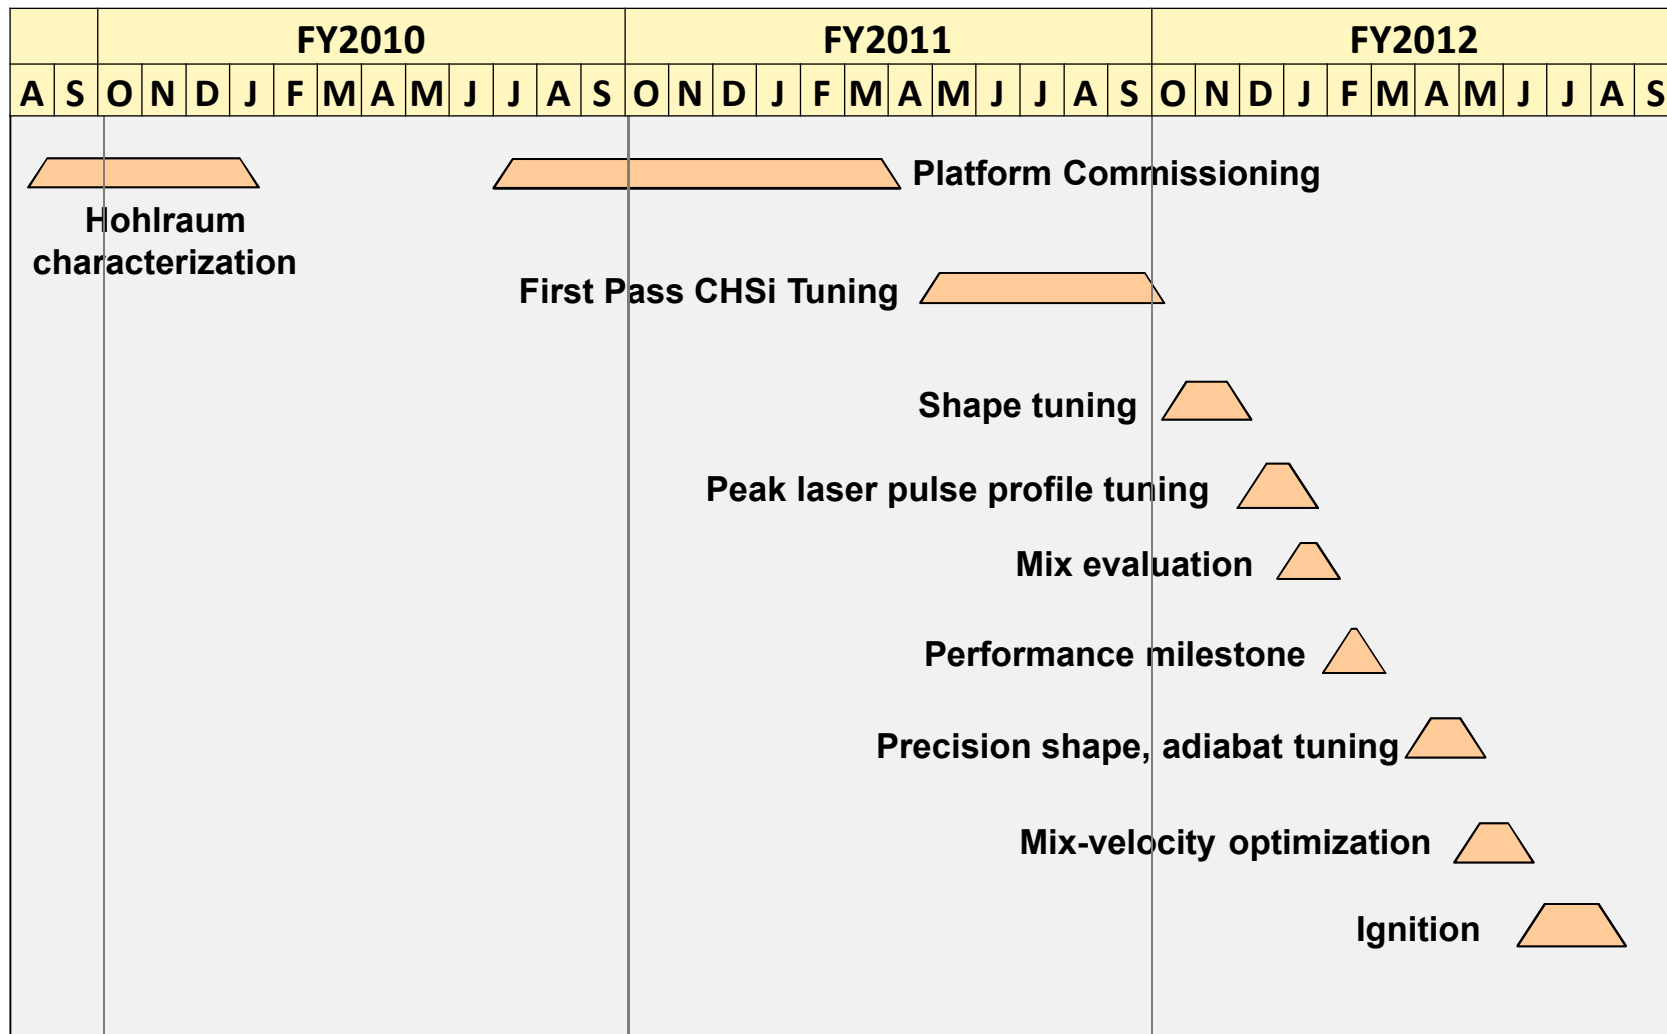 FY2010 FY2011 FY2012
A S O N D J F M A M J J A S O N D J F M A M J J A S O N D J F M A M J J A S
Platform Commissioning
Hohlraum
characterization
First Pass CHSi Tuning
Shape tuning
Peak laser pulse profile tuning
Mix evaluation
Performance milestone
Precision shape, adiabat tuning
Mix-velocity optimization
Ignition